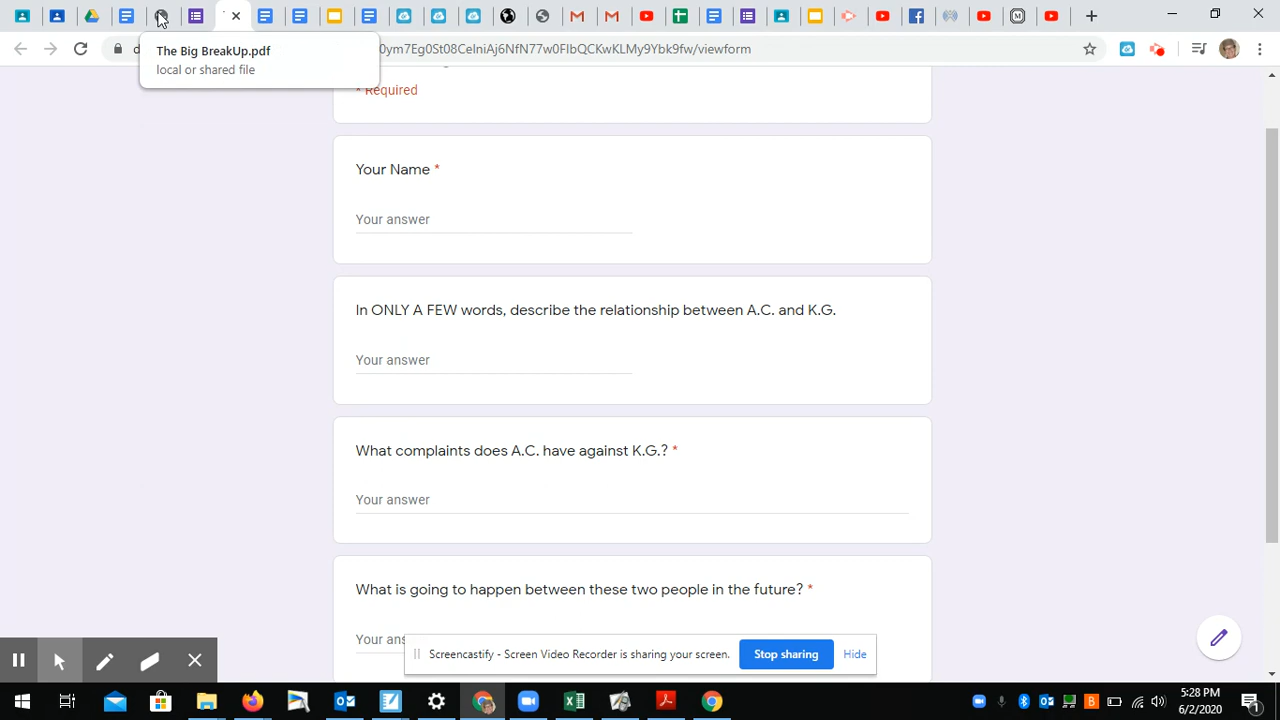 The Big BreakUp.pdf
local or shared file
0ym7Eg0St08CelniAj6NfN77w0FIbQCKwKLMy9Ybk9fw/viewform
* Required
Your Name *
Your answer
In ONLY A FEW words, describe the relationship between A.C. and K.G.
Your answer
What complaints does A.C. have against K.G.? *
Your answer
What is going to happen between these two people in the future? *
Your ans
Screencastify - Screen Video Recorder is sharing your screen.
Stop sharing
Hide
5:28 PM
6/2/2020